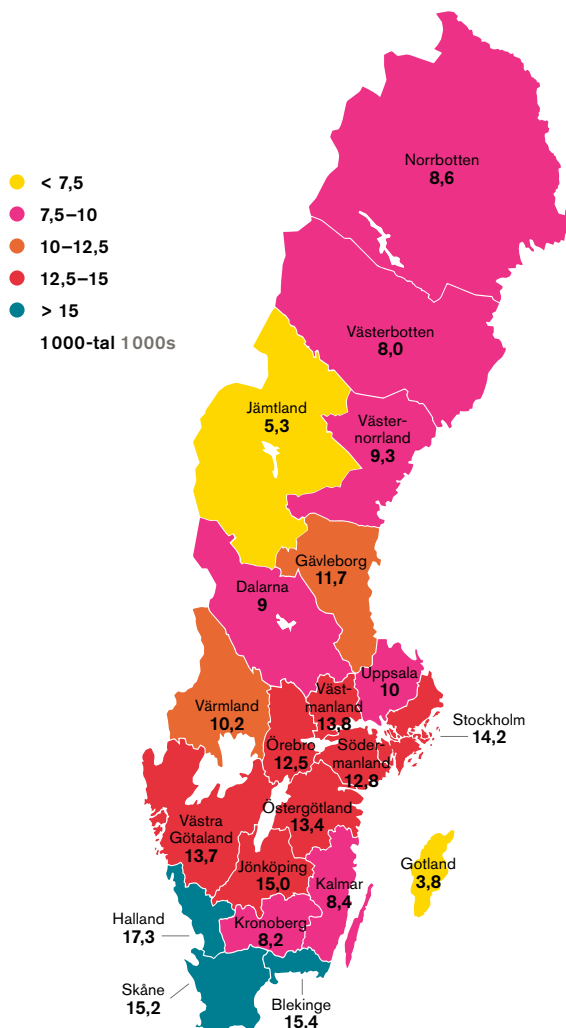 < 7,5
7,5–10
10–12,5
12,5–15
> 15
1000-tal 1000s
Norrbotten
8,6
Västerbotten
8,0
Jämtland
5,3
Väster-
norrland
9,3
Gävleborg
11,7
Dalarna
9
Uppsala
10
Väst-
manland
13,8
Värmland
10,2
Stockholm
14,2
Örebro
12,5
Söder-
manland
12,8
Östergötland
13,4
Västra
Götaland
13,7
Jönköping
15,0
Gotland
3,8
Kalmar
8,4
Halland
17,3
Kronoberg
8,2
Skåne
15,2
Blekinge
15,4